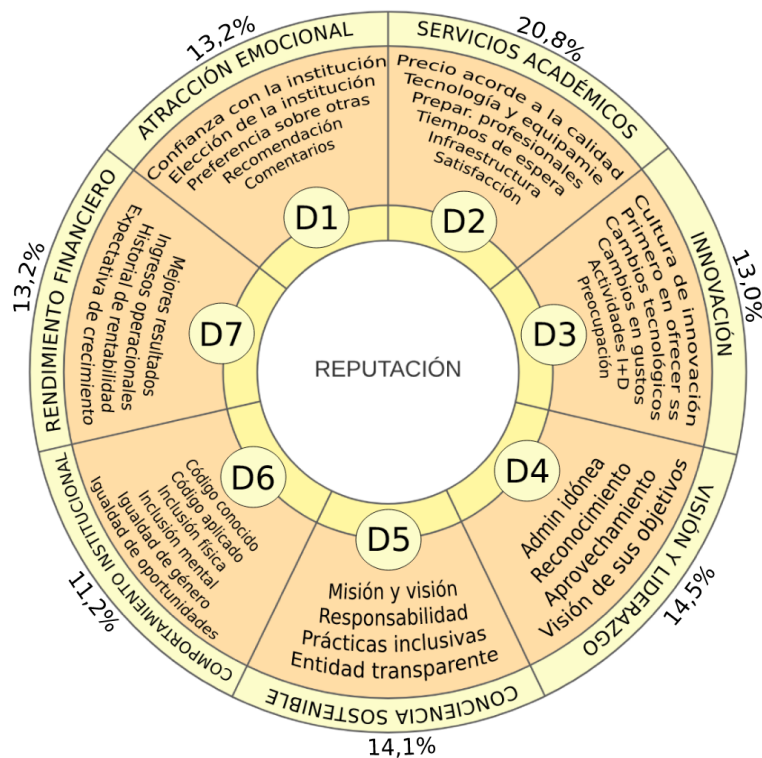 13,2%
ATRACCIÓN EMOCIONAL
Confianza con la institución
Elección de la institución
Preferencia sobre otras
Recomendación
Comentarios
D1
20,8%
SERVICIOS ACADÉMICOS
Precio acorde a la calidad
Tecnología y equipamie
Prepar. profesionales
Tiempos de espera
Infraestructura
Satisfacción
D2
13,0%
INNOVACIÓN
Cultura de innovación
Primero en ofrecer ss
Cambios tecnológicos
Cambios en gustos
Actividades I+D
Preocupación
D3
14,5%
VISIÓN Y LIDERAZGO
Admin idónea
Reconocimiento
Aprovechamiento
Visión de sus objetivos
D4
14,1%
CONCIENCIA SOSTENIBLE
Misión y visión
Responsabilidad
Prácticas inclusivas
Entidad transparente
D5
11,2%
COMPORTAMIENTO INSTITUCIONAL
Código conocido
Código aplicado
Inclusión física
Inclusión mental
Igualdad de género
Igualdad de oportunidades
D6
13,2%
RENDIMIENTO FINANCIERO
Mejores resultados
Ingresos operacionales
Historial de rentabilidad
Expectativa de crecimiento
D7
REPUTACIÓN